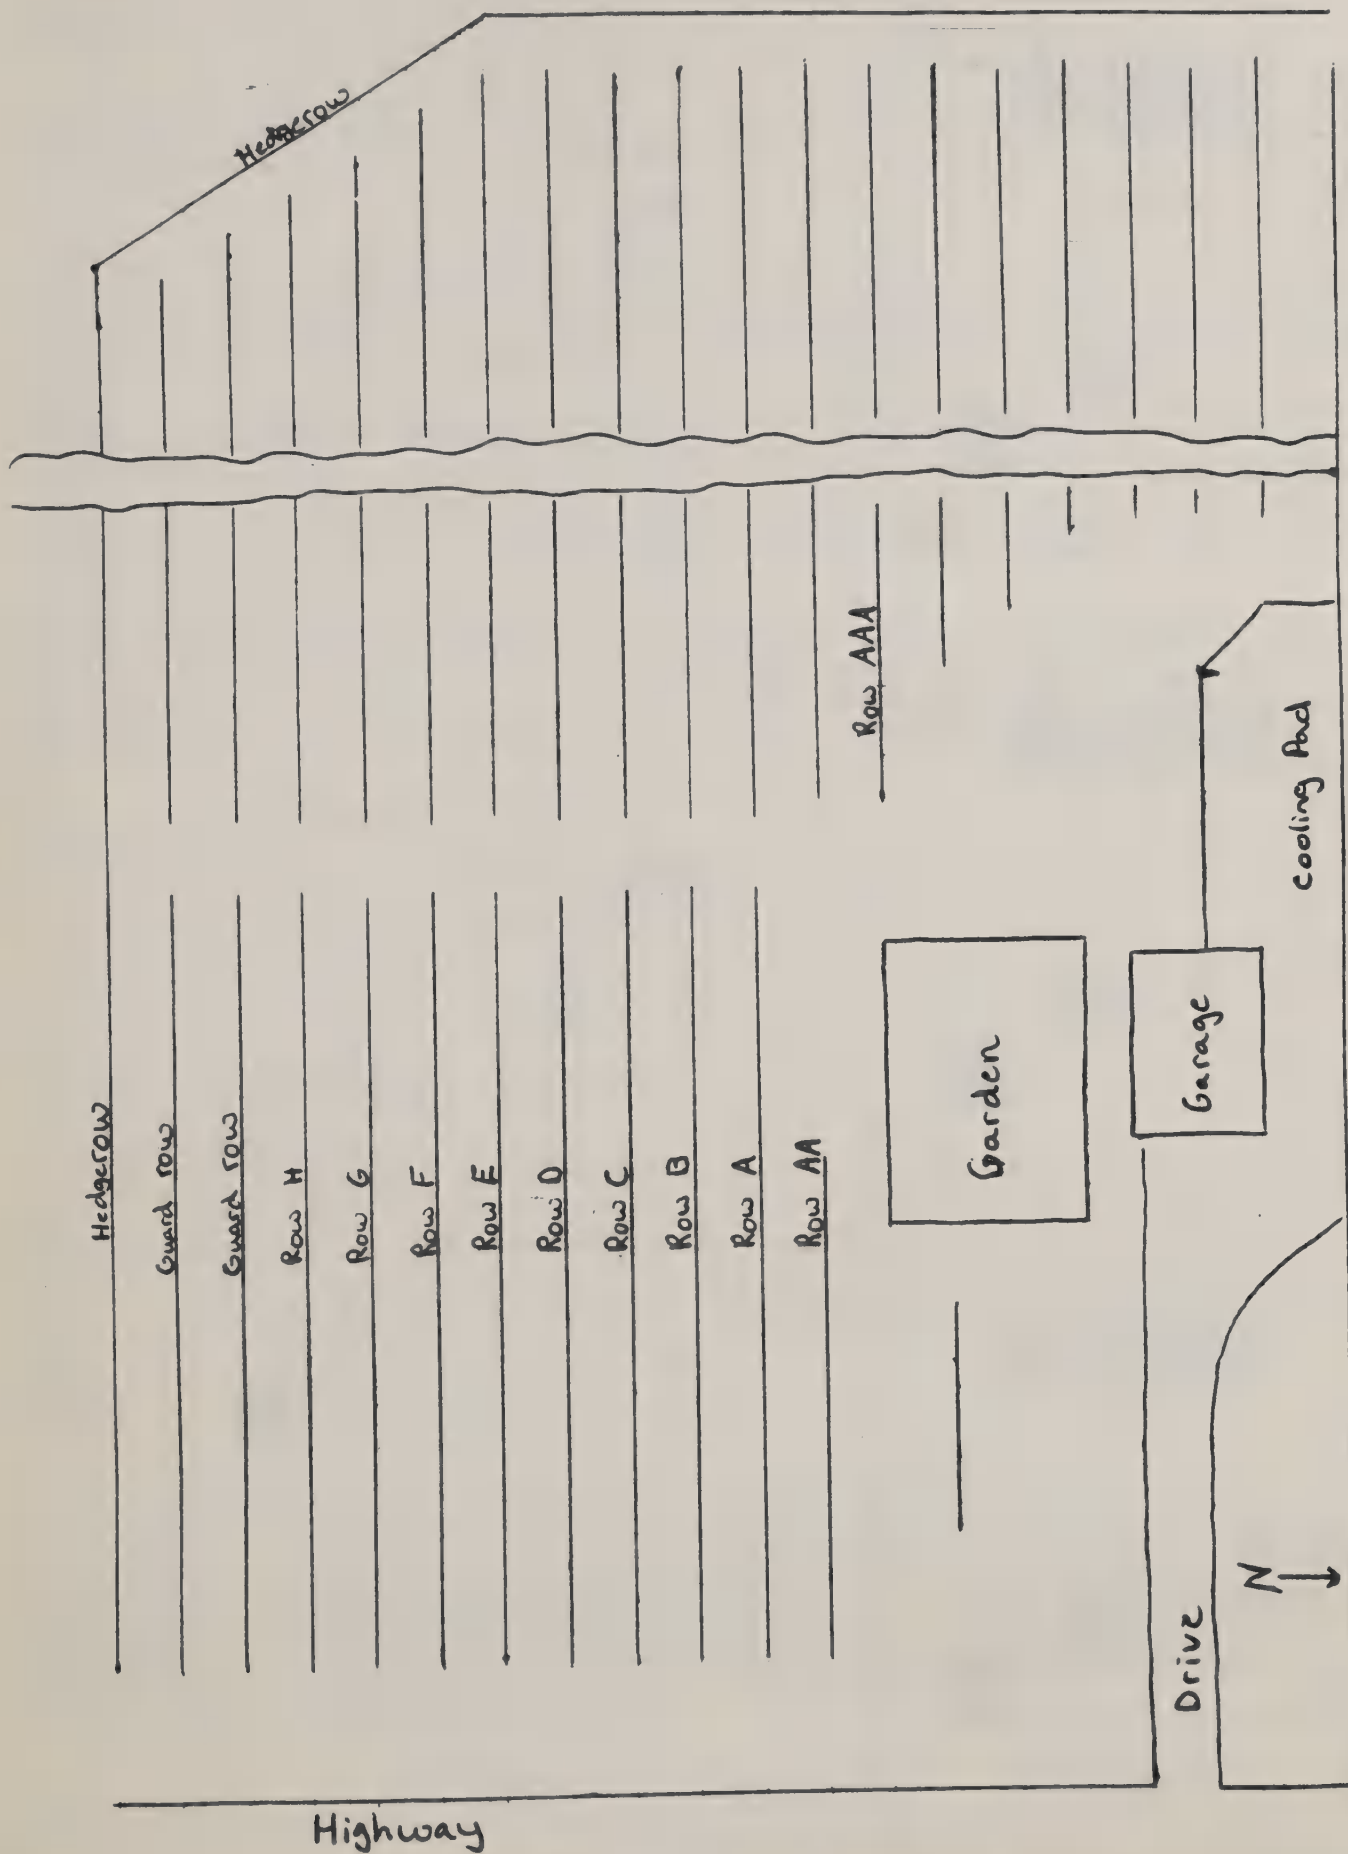 Hedgerow
Hedgerow
Guard row
Guard row
Row H
Row G
Row F
Row E
Row D
Row C
Row B
Row A
Row AA
Row AAA
Garden
Garage
Cooling Pad
Drive
N
Highway